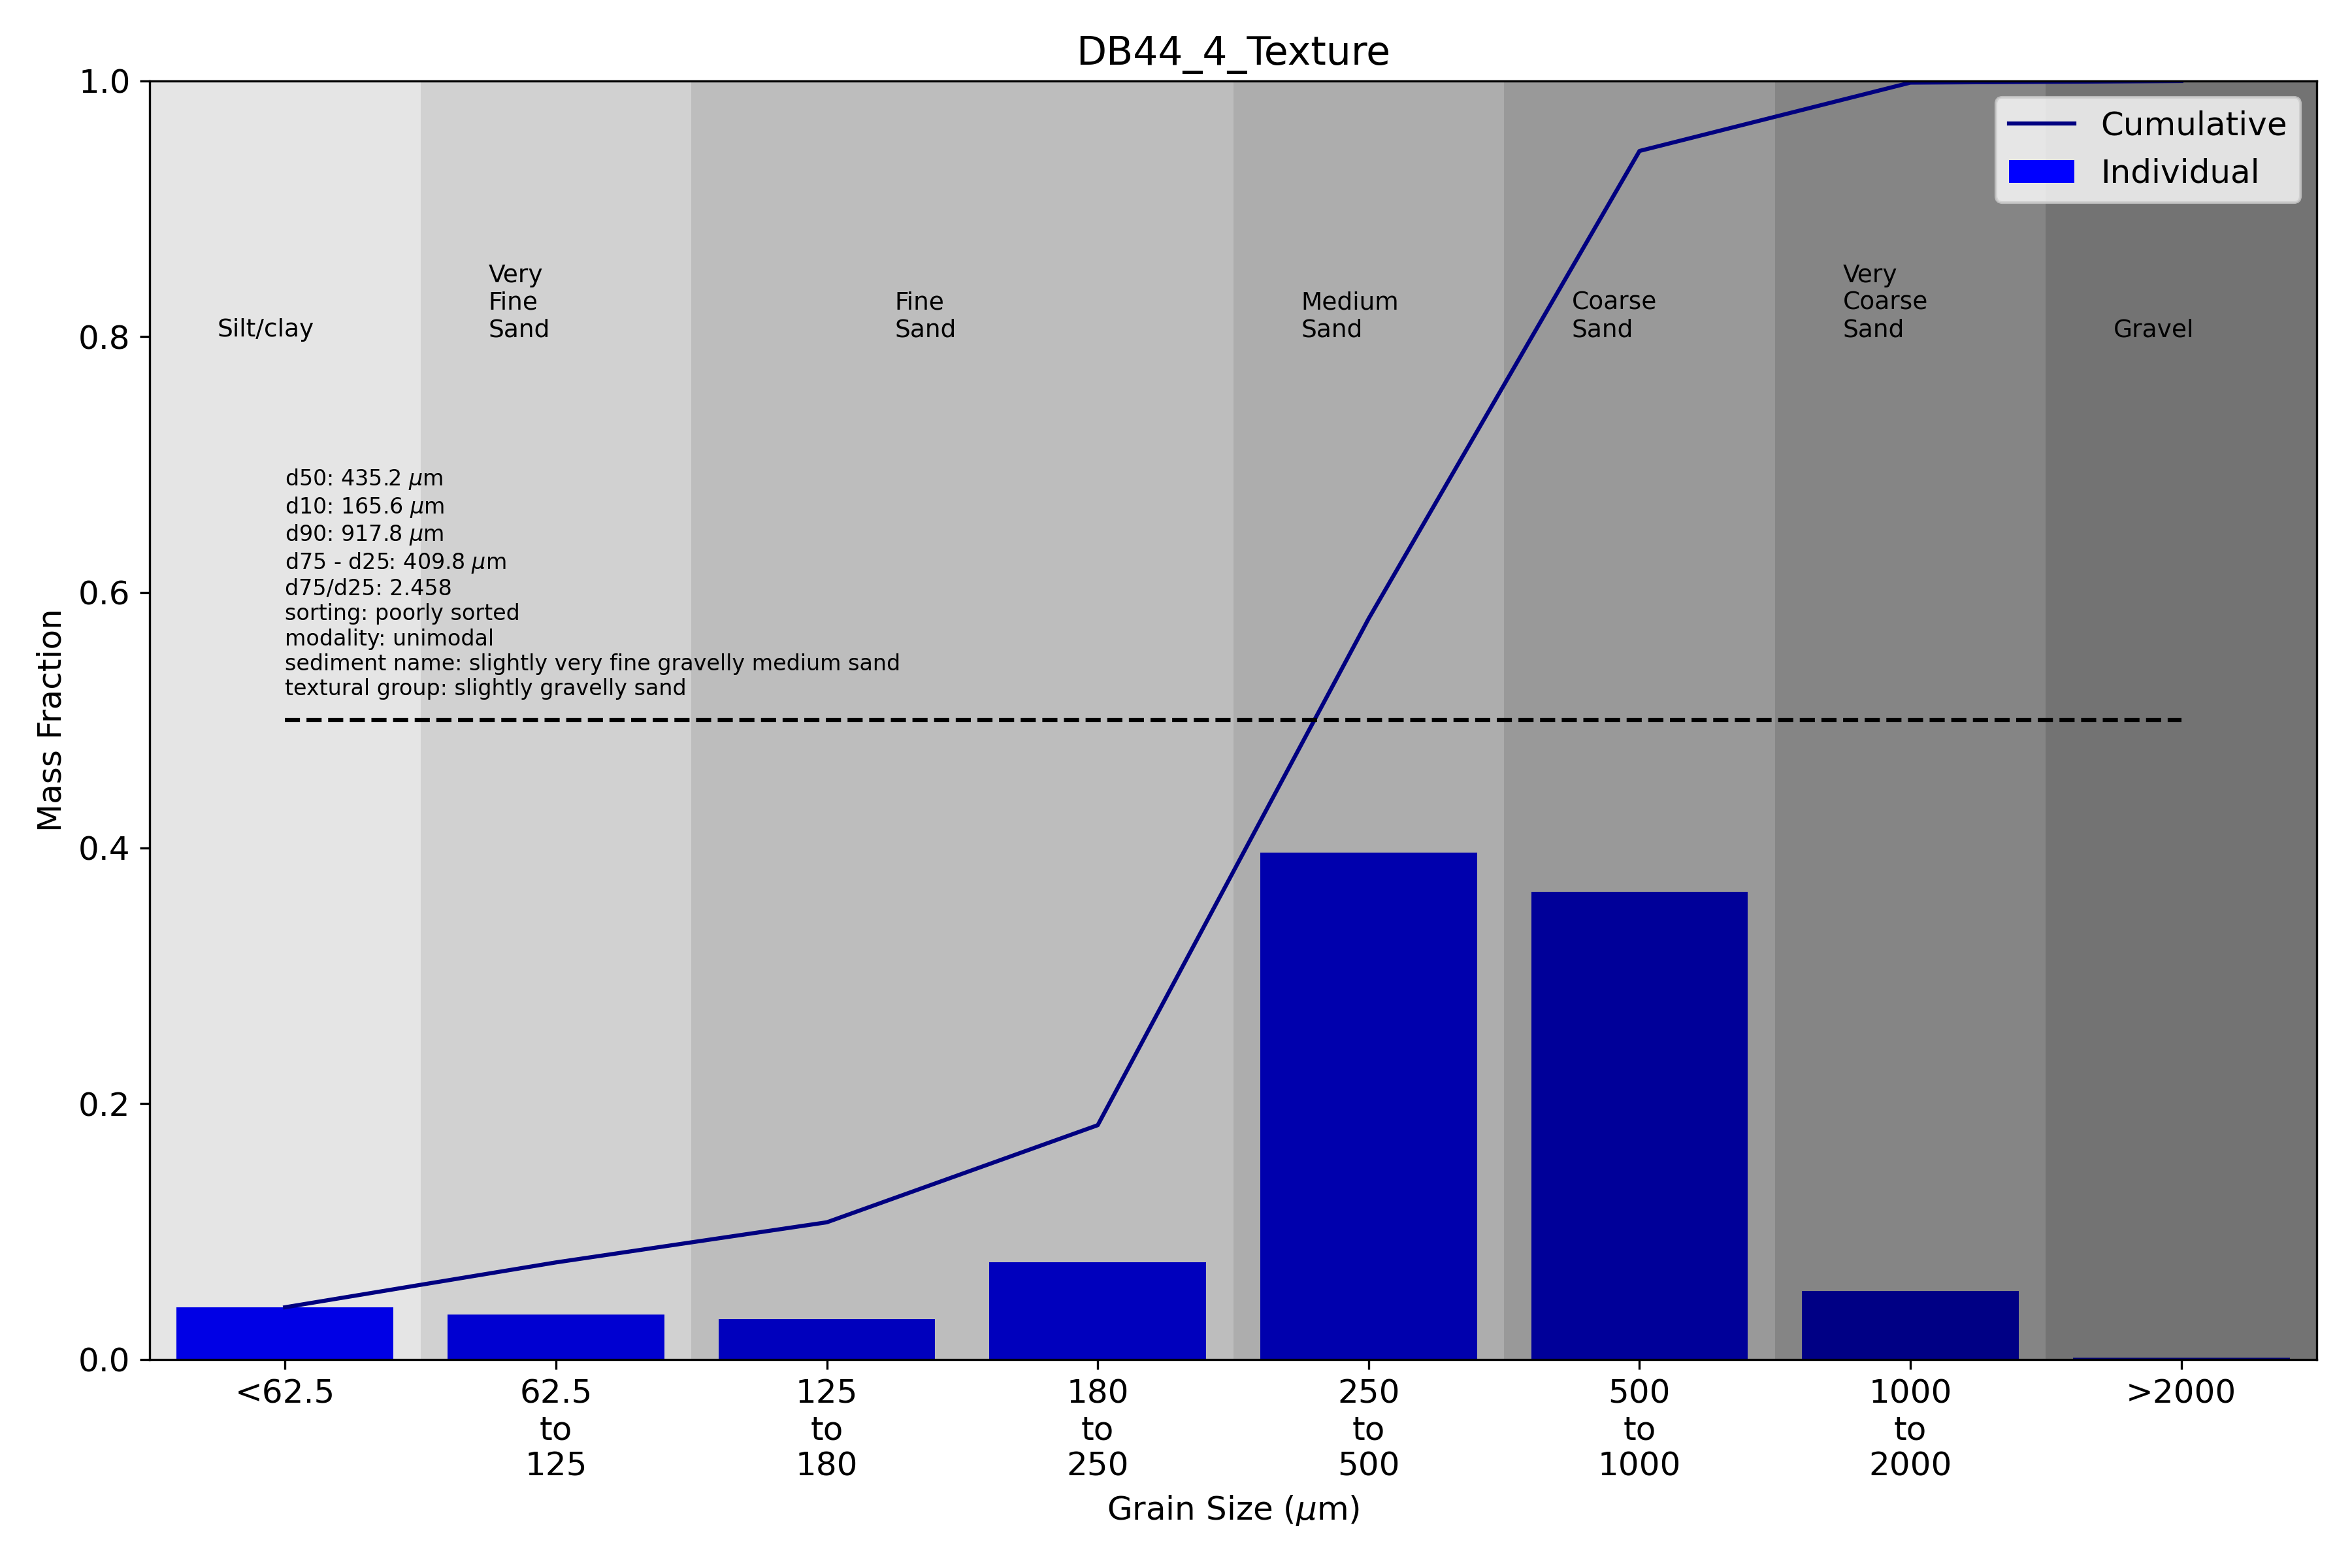 DB44_4_Texture
1.0
0.8
0.6
0.4
0.2
0.0
Mass Fraction
Cumulative
Individual
Silt/clay
Very
Fine
Sand
Fine
Sand
Medium
Sand
Coarse
Sand
Very
Coarse
Sand
Gravel
d50: 435.2 μm
d10: 165.6 μm
d90: 917.8 μm
d75 - d25: 409.8 μm
d75/d25: 2.458
sorting: poorly sorted
modality: unimodal
sediment name: slightly very fine gravelly medium sand
textural group: slightly gravelly sand
<62.5
62.5
to
125
125
to
180
180
to
250
250
to
500
500
to
1000
1000
to
2000
>2000
Grain Size (μm)